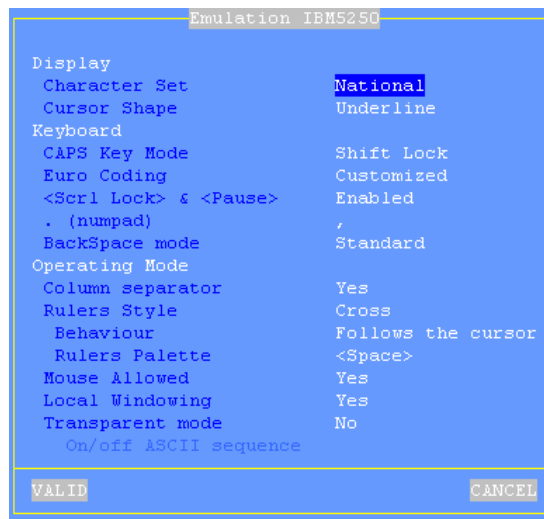 Emulation IBM5250
Display
Character Set National
Cursor Shape Underline
Keyboard
CAPS Key Mode Shift Lock
Euro Coding Customized
<Scrl Lock> & <Pause> Enabled
. (numpad) ,
BackSpace mode Standard
Operating Mode
Column separator Yes
Rulers Style Cross
Behaviour Follows the cursor
Rulers Palette <Space>
Mouse Allowed Yes
Local Windowing Yes
Transparent mode No
On/off ASCII sequence
VALID CANCEL